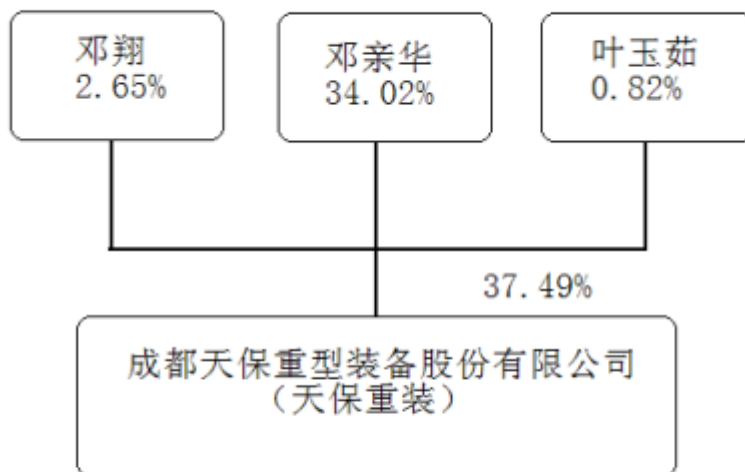 邓翔
2.65%
邓亲华
34.02%
叶玉茹
0.82%
37.49%
成都天保重型装备股份有限公司
（天保重装）